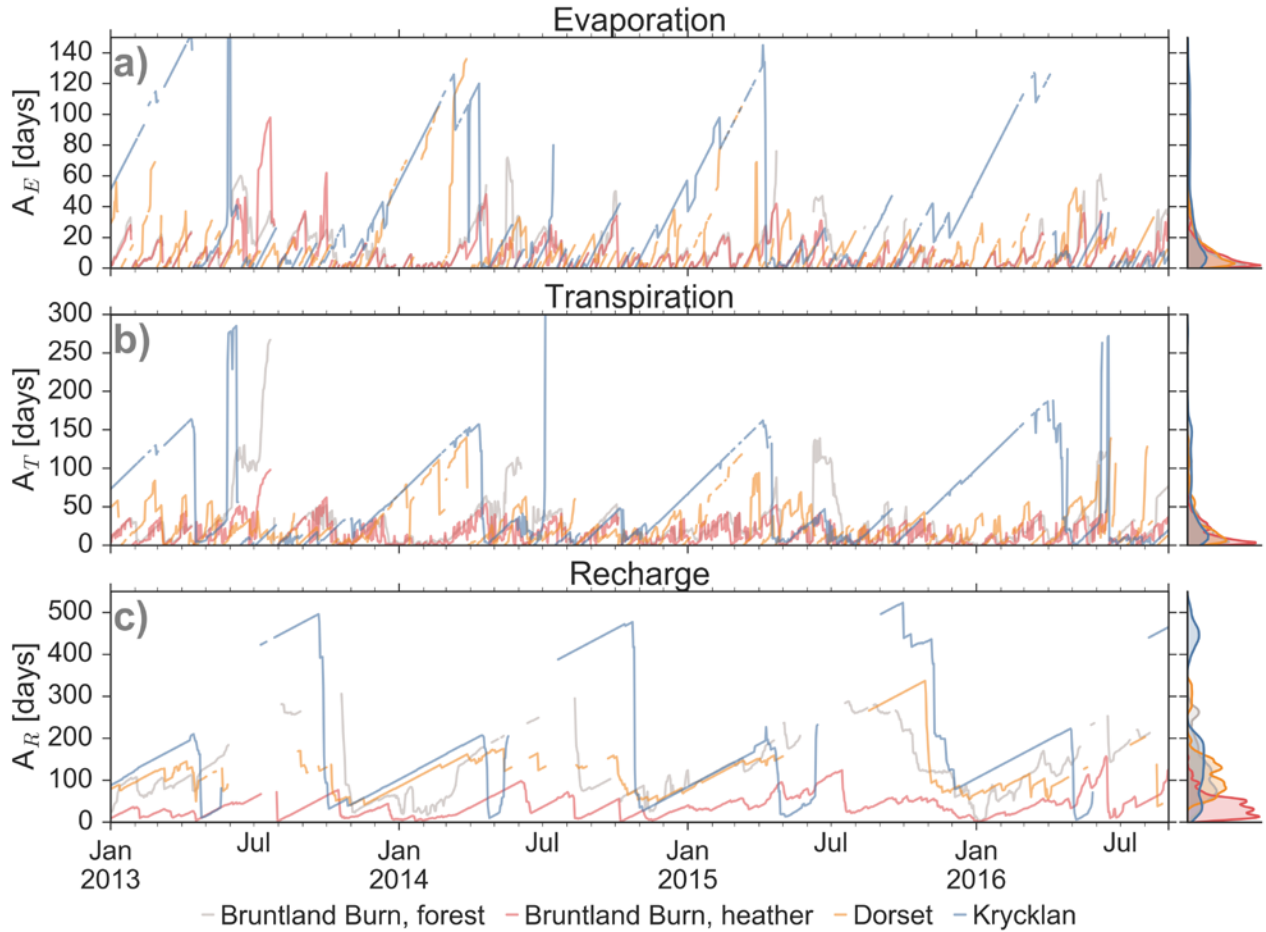 Evaporation
a)
A_E [days]
140
120
100
80
60
40
20
0
Transpiration
b)
A_T [days]
300
250
200
150
100
50
0
Recharge
c)
A_R [days]
500
400
300
200
100
0
Jan Jul Jan Jul Jan Jul Jan Jul
2013 2014 2015 2016
Bruntland Burn, forest Bruntland Burn, heather Dorset Krycklan